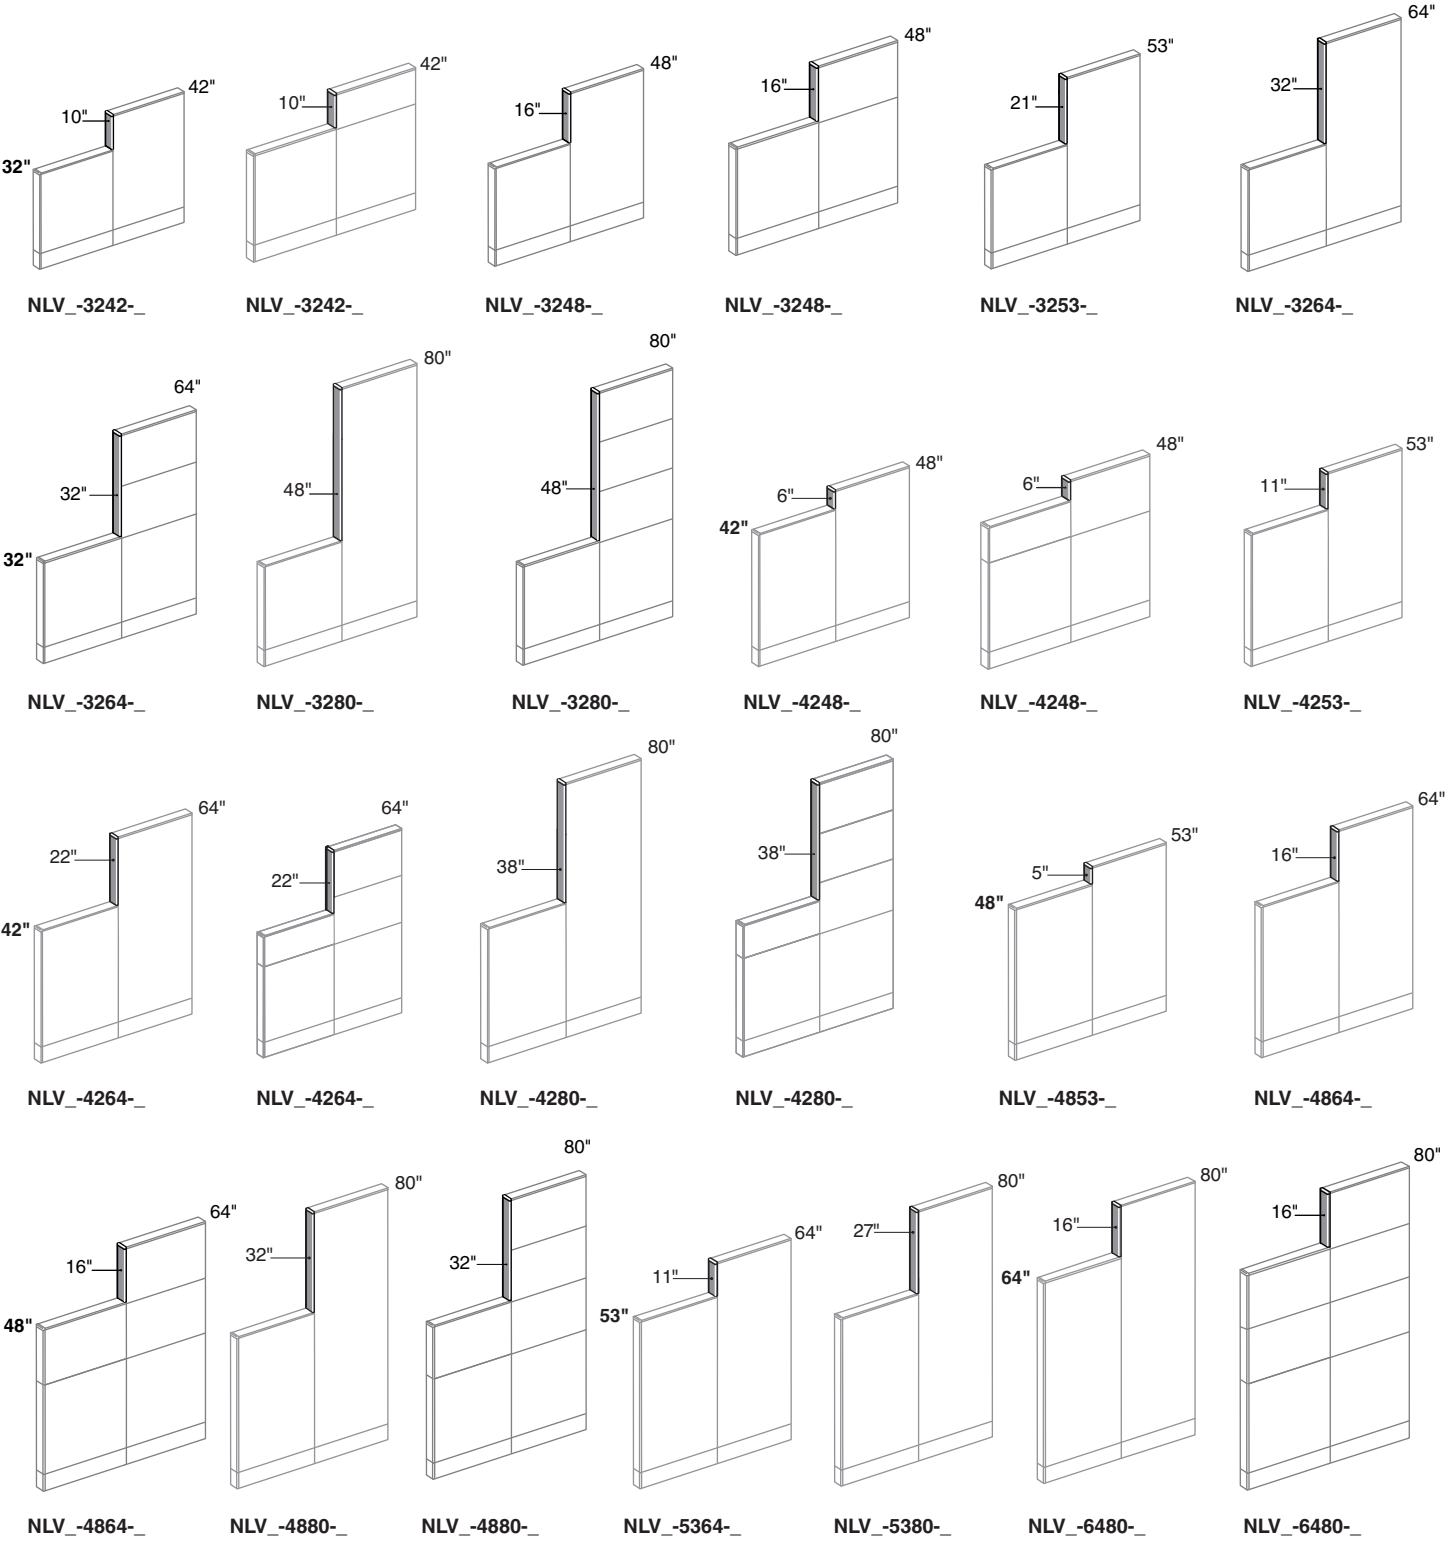 42"
10"
32"
NLV_-3242-_
42"
10"
NLV_-3242-_
48"
16"
NLV_-3248-_
48"
16"
NLV_-3248-_
53"
21"
NLV_-3253-_
64"
32"
NLV_-3264-_
64"
32"
32"
NLV_-3264-_
80"
48"
NLV_-3280-_
80"
48"
NLV_-3280-_
48"
6"
42"
NLV_-4248-_
48"
6"
NLV_-4248-_
53"
11"
NLV_-4253-_
64"
22"
42"
NLV_-4264-_
64"
22"
NLV_-4264-_
80"
38"
NLV_-4280-_
80"
38"
NLV_-4280-_
53"
5"
48"
NLV_-4853-_
64"
16"
NLV_-4864-_
64"
16"
48"
NLV_-4864-_
80"
32"
NLV_-4880-_
80"
32"
NLV_-4880-_
64"
11"
53"
NLV_-5364-_
80"
27"
NLV_-5380-_
80"
16"
64"
NLV_-6480-_
80"
16"
NLV_-6480-_